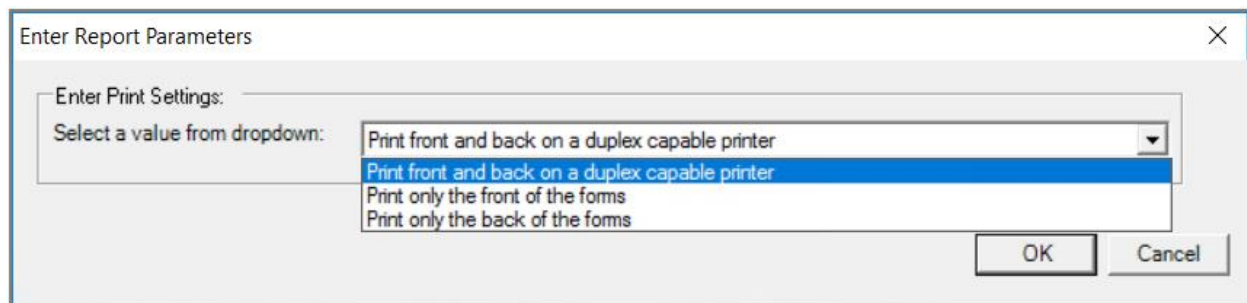 Enter Report Parameters
Enter Print Settings:
Select a value from dropdown: Print front and back on a duplex capable printer
Print front and back on a duplex capable printer
Print only the front of the forms
Print only the back of the forms
OK Cancel